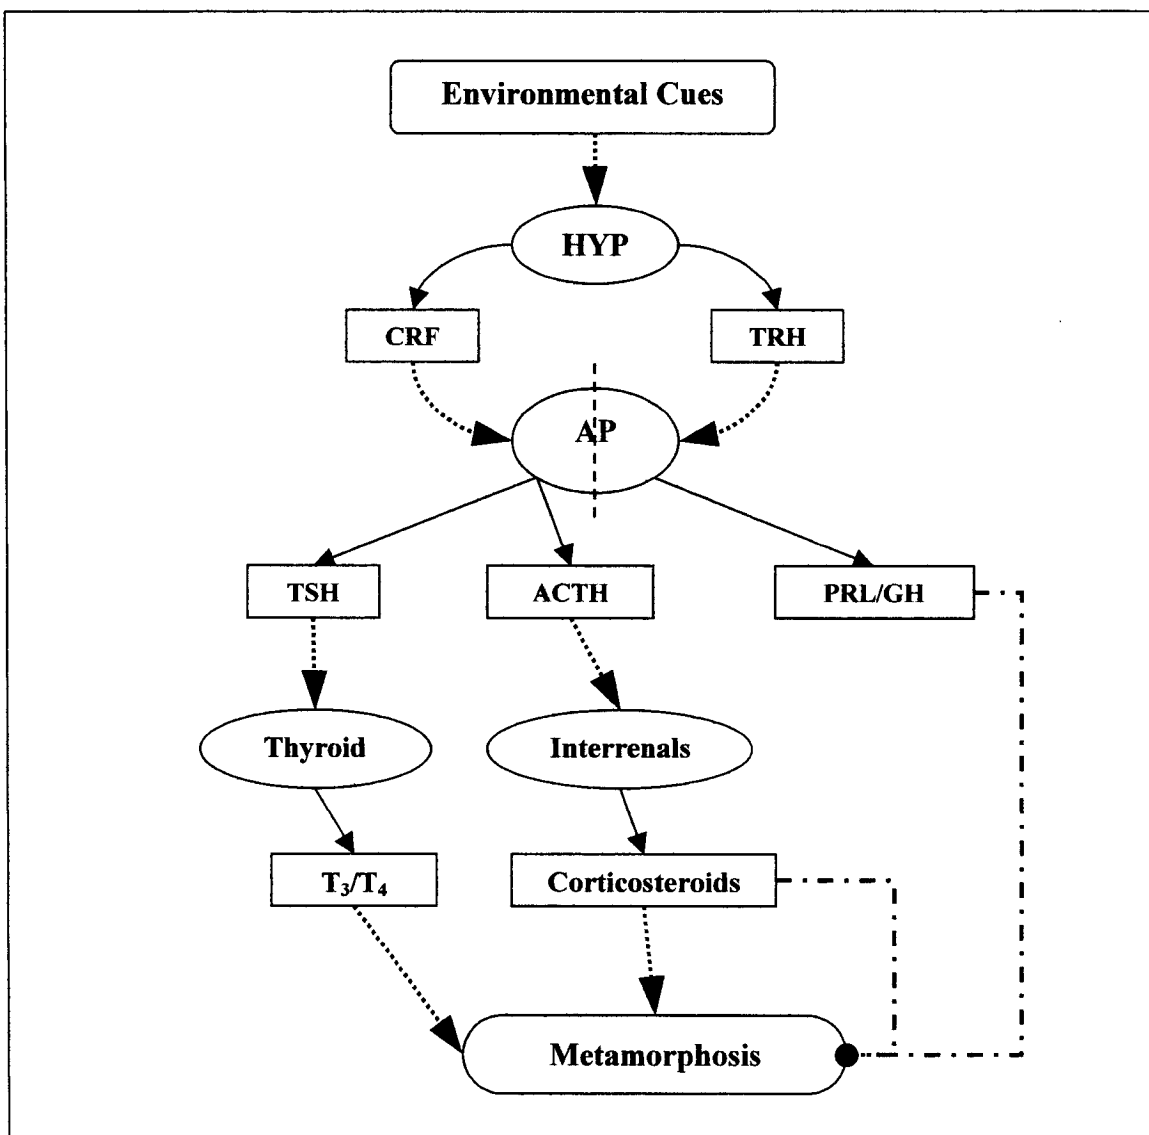 Environmental Cues
HYP
CRF
TRH
AP
TSH
ACTH
PRL/GH
Thyroid
Interrenals
T₃/T₄
Corticosteroids
Metamorphosis